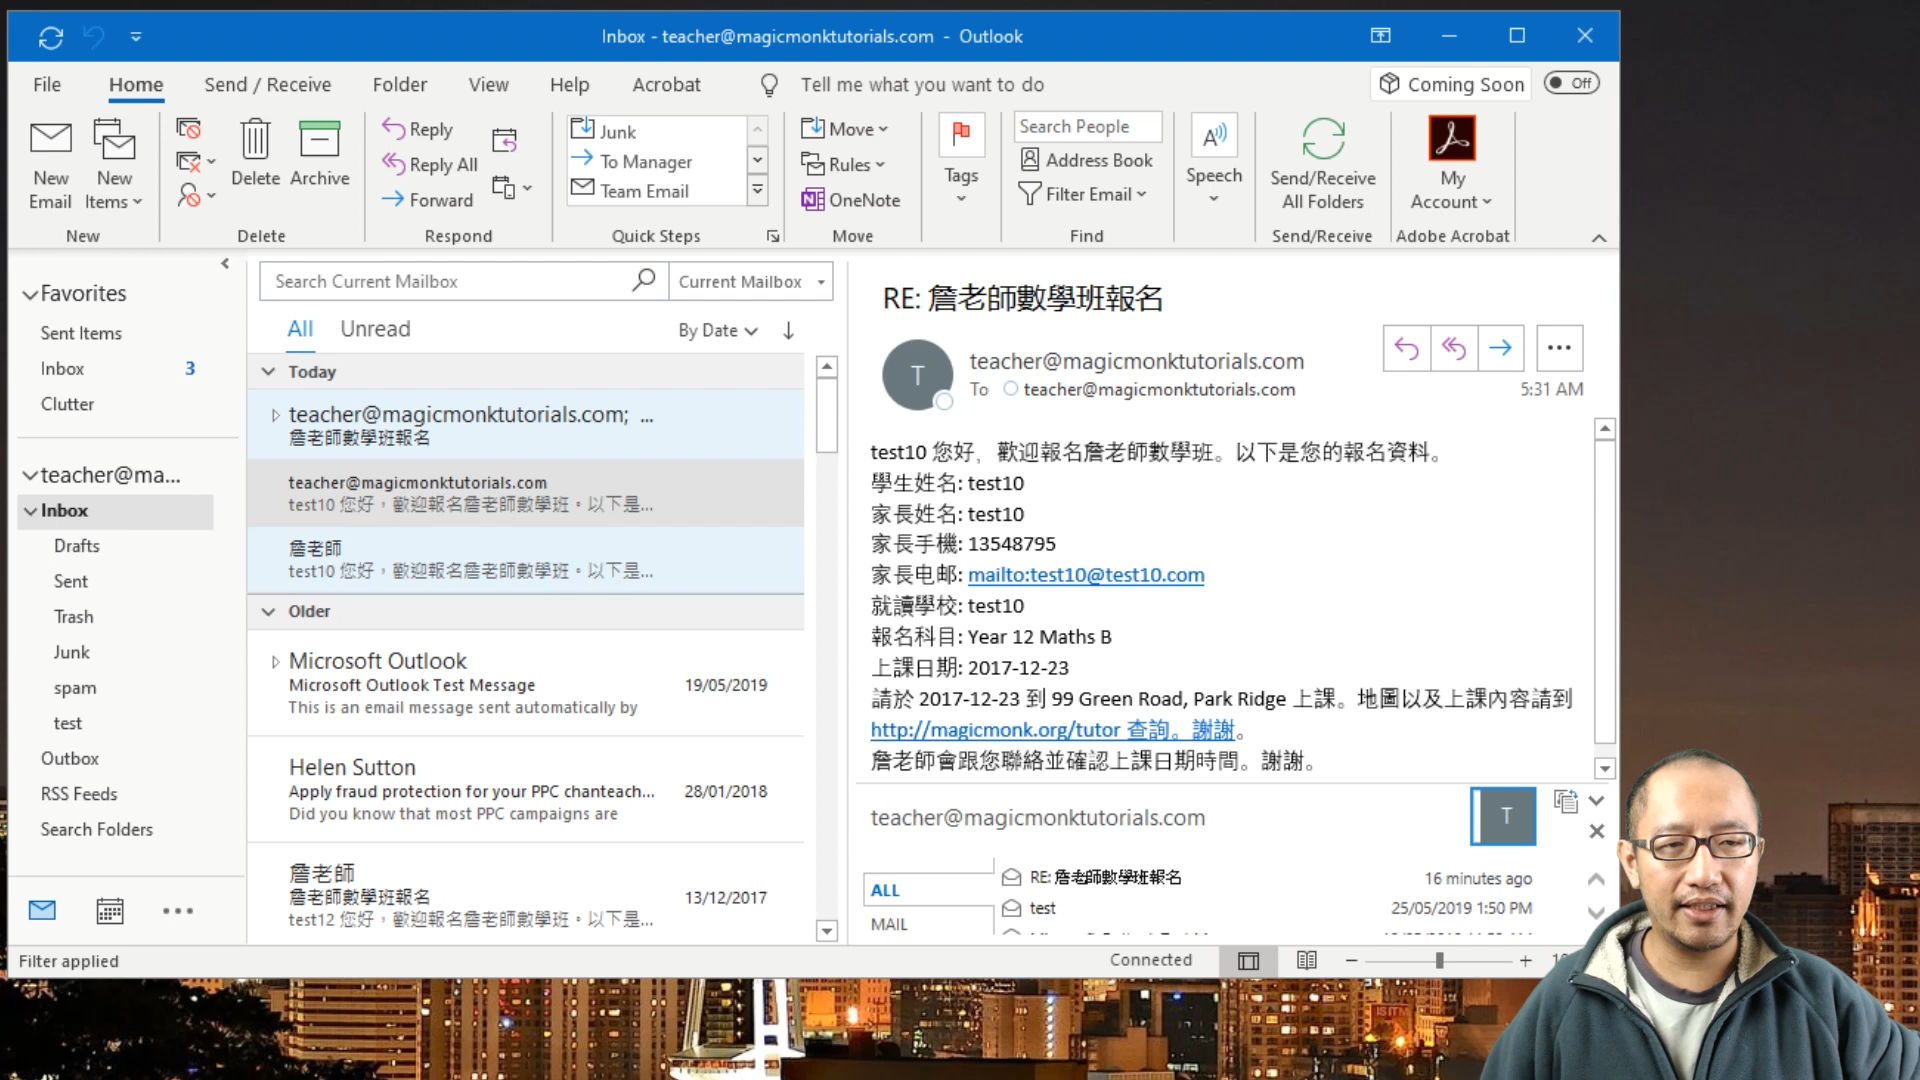 Inbox - teacher@magicmonktutorials.com - Outlook
File Home Send / Receive Folder View Help Acrobat Tell me what you want to do Coming Soon Off
New Email
New Items
New
Delete
Archive
Delete
Reply
Reply All
Forward
Respond
Junk
To Manager
Team Email
Quick Steps
Move
Rules
OneNote
Move
Tags
Search People
Address Book
Filter Email
Find
Speech
Send/Receive
All Folders
Send/Receive
My
Account
Adobe Acrobat
Favorites
Sent Items
Inbox 3
Clutter
teacher@ma...
Inbox
Drafts
Sent
Trash
Junk
spam
test
Outbox
RSS Feeds
Search Folders
Search Current Mailbox Current Mailbox
All Unread By Date
Today
teacher@magicmonktutorials.com; ...
詹老師數學班報名
teacher@magicmonktutorials.com
test10 您好，歡迎報名詹老師數學班。以下是...
詹老師
test10 您好，歡迎報名詹老師數學班。以下是...
Older
Microsoft Outlook
Microsoft Outlook Test Message 19/05/2019
This is an email message sent automatically by
Helen Sutton
Apply fraud protection for your PPC chanteach... 28/01/2018
Did you know that most PPC campaigns are
詹老師
詹老師數學班報名 13/12/2017
test12 您好，歡迎報名詹老師數學班。以下是...
RE: 詹老師數學班報名
T
teacher@magicmonktutorials.com
To teacher@magicmonktutorials.com 5:31 AM
test10 您好，歡迎報名詹老師數學班。以下是您的報名資料。
學生姓名: test10
家長姓名: test10
家長手機: 13548795
家長电邮: mailto:test10@test10.com
就讀學校: test10
報名科目: Year 12 Maths B
上課日期: 2017-12-23
請於 2017-12-23 到 99 Green Road, Park Ridge 上課。地圖以及上課內容請到
http://magicmonk.org/tutor 查詢。謝謝。
詹老師會跟您聯絡並確認上課日期時間。謝謝。
teacher@magicmonktutorials.com T
ALL
MAIL
RE: 詹老師數學班報名 16 minutes ago
test 25/05/2019 1:50 PM
Filter applied Connected